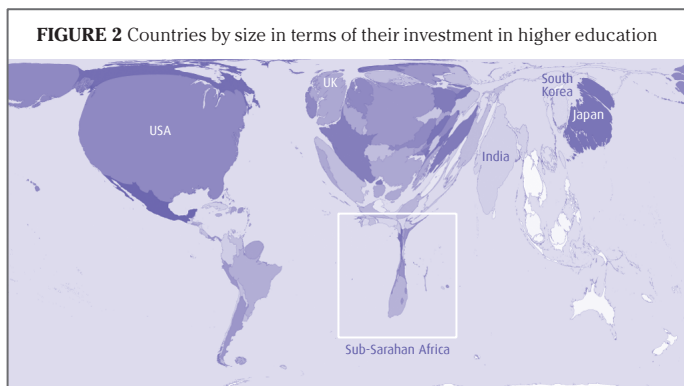 FIGURE 2 Countries by size in terms of their investment in higher education
UK
South
Korea
USA
Japan
India
Sub-Sarahan Africa